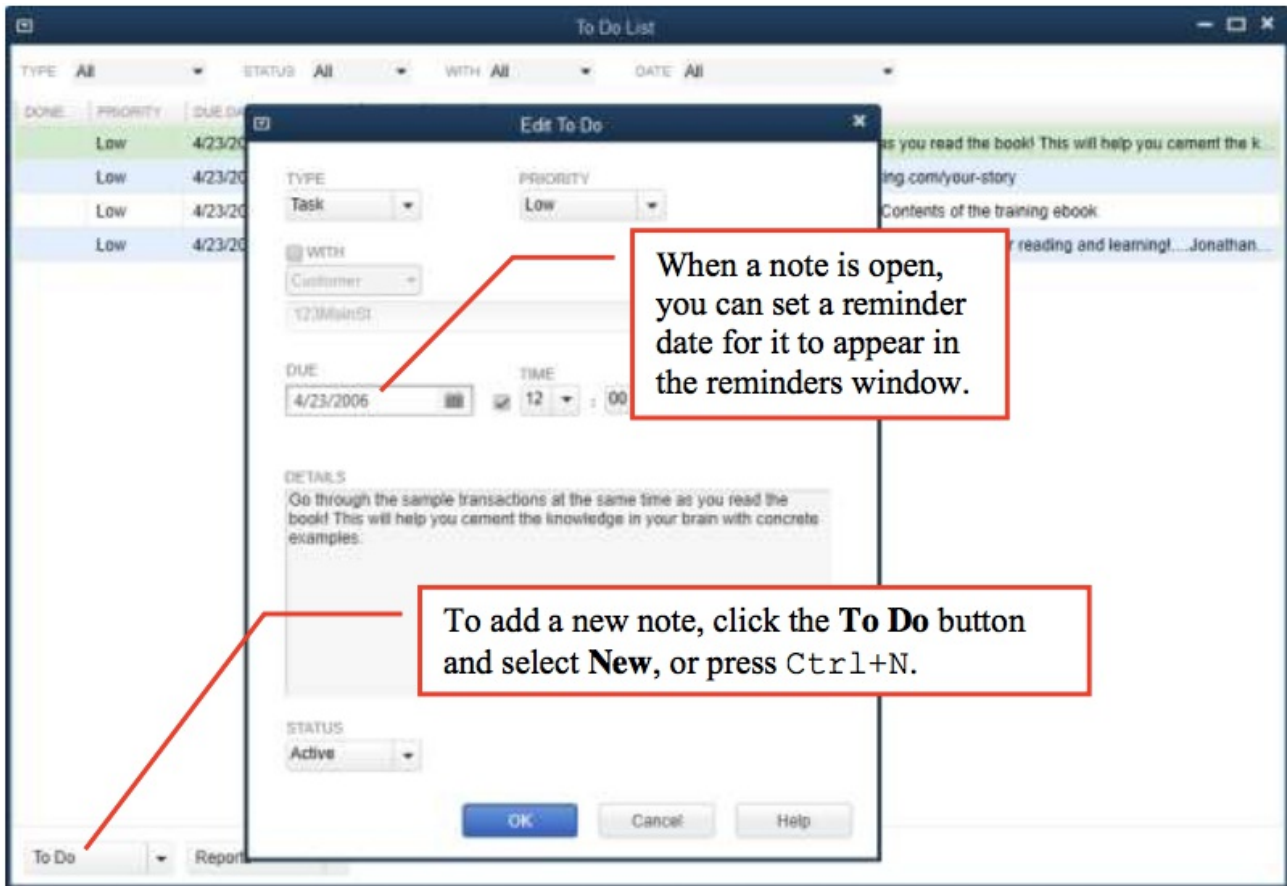 To Do List
TYPE All STATUS All WITH All DATE All
DONE PRIORITY DUE DA
Edit To Do
Low 4/23/20 as you read the book! This will help you cement the k...
Low 4/23/20 ing.com/your-story
Low 4/23/20 Contents of the training ebook
Low 4/23/20 r reading and learning!....Jonathan...
TYPE PRIORITY
Task Low
WITH
Customer
123MainSt
When a note is open,
you can set a reminder
date for it to appear in
the reminders window.
DUE TIME
4/23/2006 12 : 00
DETAILS
Go through the sample transactions at the same time as you read the
book! This will help you cement the knowledge in your brain with concrete
examples.
To add a new note, click the To Do button
and select New, or press Ctrl+N.
STATUS
Active
OK Cancel Help
To Do Report